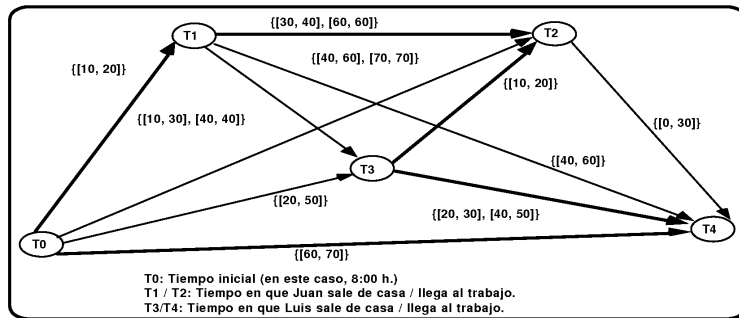 {[30, 40], [60, 60]}
T1
T2
{[10, 20]}
{[40, 60], [70, 70]}
{[10, 20]}
{[10, 30], [40, 40]}
{[0, 30]}
{[40, 60]}
T3
{[20, 50]}
{[20, 30], [40, 50]}
T4
T0
{[60, 70]}
T0: Tiempo inicial (en este caso, 8:00 h.)
T1 / T2: Tiempo en que Juan sale de casa / llega al trabajo.
T3/T4: Tiempo en que Luis sale de casa / llega al trabajo.